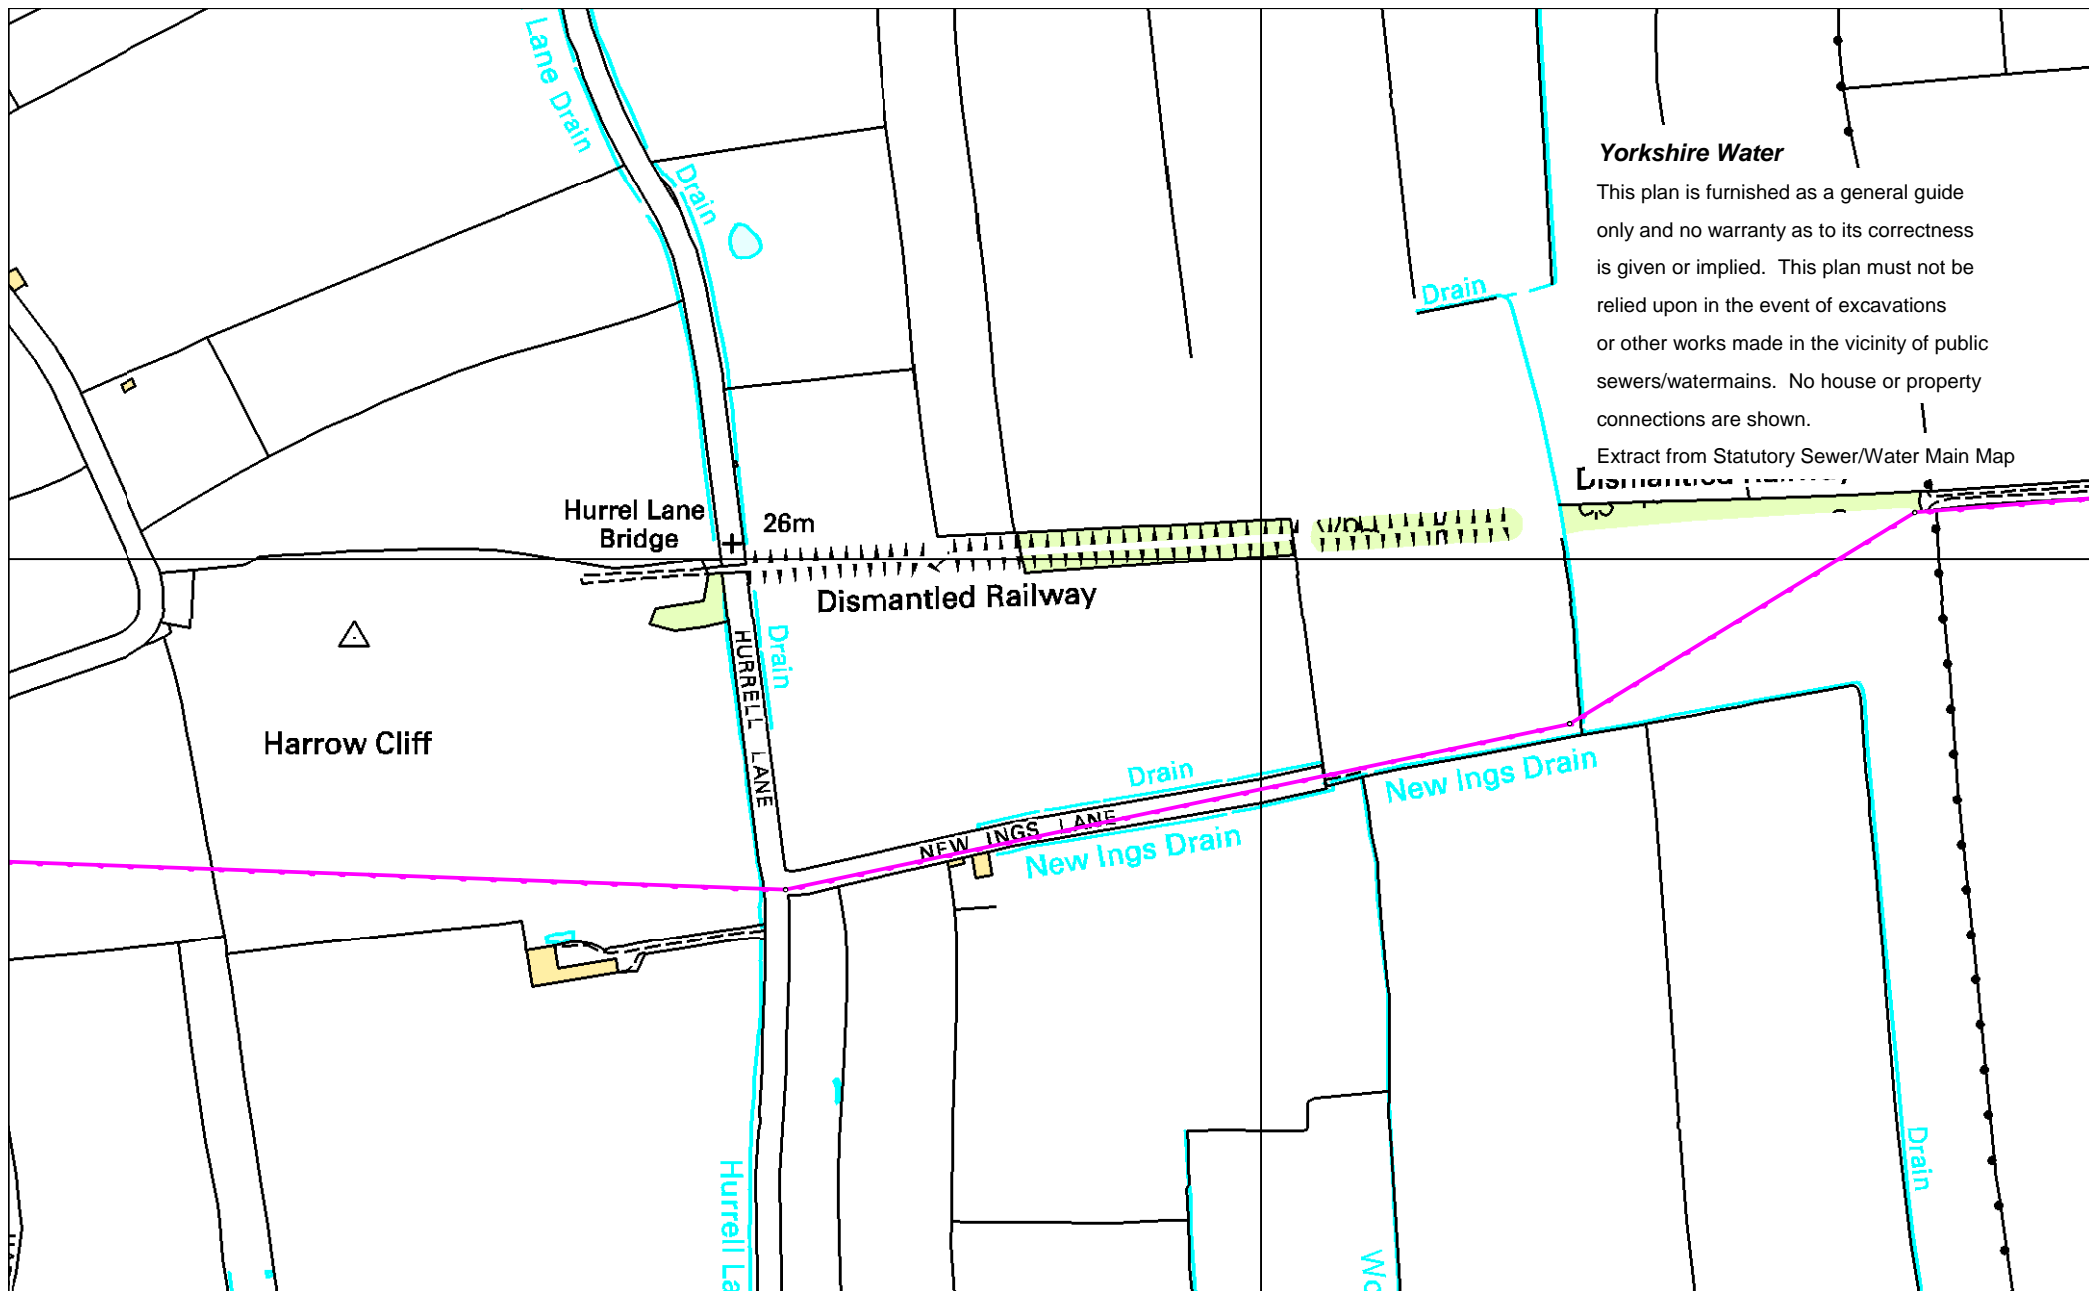 Lane Drain
Drain
Yorkshire Water
This plan is furnished as a general guide
only and no warranty as to its correctness
is given or implied. This plan must not be
relied upon in the event of excavations
or other works made in the vicinity of public
sewers/watermains. No house or property
connections are shown.
Extract from Statutory Sewer/Water Main Map
Drain
Dismantled Railway
Hurrel Lane
Bridge
26m
Dismantled Railway
HURRELL LANE
Drain
Harrow Cliff
Drain
New Ings Drain
NEW INGS LANE
New Ings Drain
Drain
Hurrell La
Wo